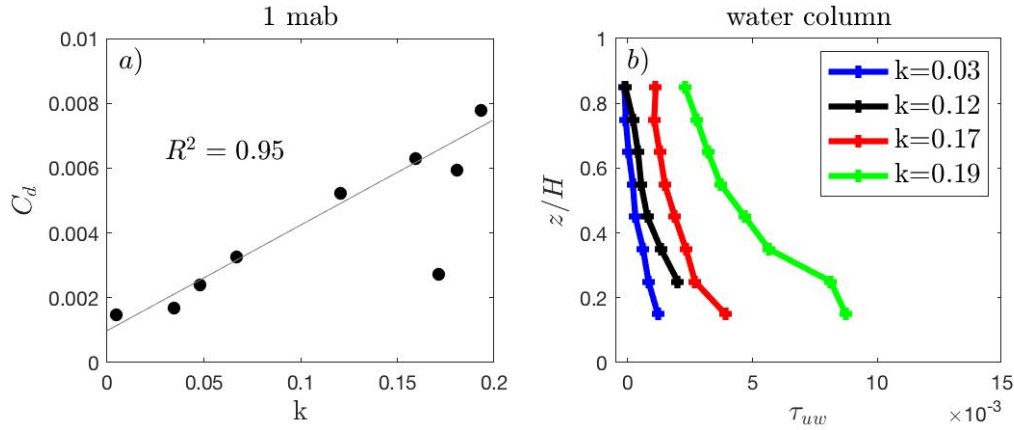 1 mab
a)
R² = 0.95
0.01
0.008
0.006
0.004
0.002
0
C_d
0
0.05
0.1
0.15
0.2
k
water column
b)
k=0.03
k=0.12
k=0.17
k=0.19
1
0.8
0.6
0.4
0.2
0
z/H
0
5
10
15
×10⁻³
τ_uw